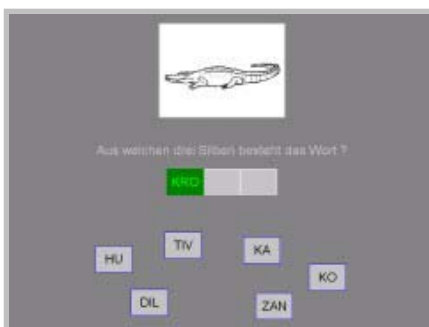 Aus welchen drei Silben besteht das Wort ?
KRO
TIV
KA
HU
KO
DIL
ZAN